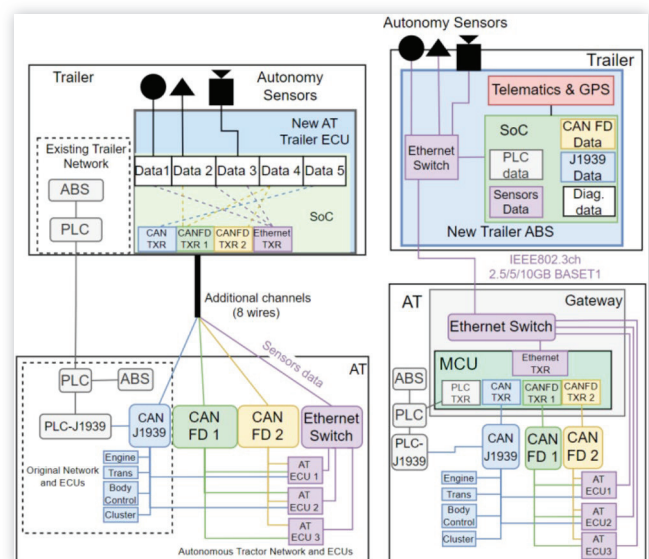 Trailer
Autonomy
Sensors
New AT
Trailer ECU
Existing Trailer
Network
ABS
PLC
Data1
Data 2
Data 3
Data 4
Data 5
SoC
CAN
TXR
CANFD
TXR 1
CANFD
TXR 2
Ethernet
TXR
Additional channels
(8 wires)
Sensors data
AT
PLC
ABS
PLC-J1939
CAN
J1939
CAN
FD 1
CAN
FD 2
Ethernet
Switch
Engine
Trans
Body
Control
Cluster
Original Network
and ECUs
AT
ECU 1
AT
ECU 2
AT
ECU 3
Autonomous Tractor Network and ECUs
Autonomy Sensors
Trailer
Telematics & GPS
Ethernet
Switch
SoC
CAN FD
Data
PLC
data
J1939
Data
Sensors
Data
Diag.
data
New Trailer ABS
IEEE802.3ch
2.5/5/10GB BASET1
AT
Gateway
Ethernet Switch
MCU
Ethernet
TXR
PLC
TXR
CAN
TXR
CANFD
TXR 1
CANFD
TXR 2
ABS
PLC
PLC-
J1939
CAN
J1939
CAN
FD 1
CAN
FD 2
Engine
Trans
Body
Control
Cluster
AT
ECU1
AT
ECU2
AT
ECU3